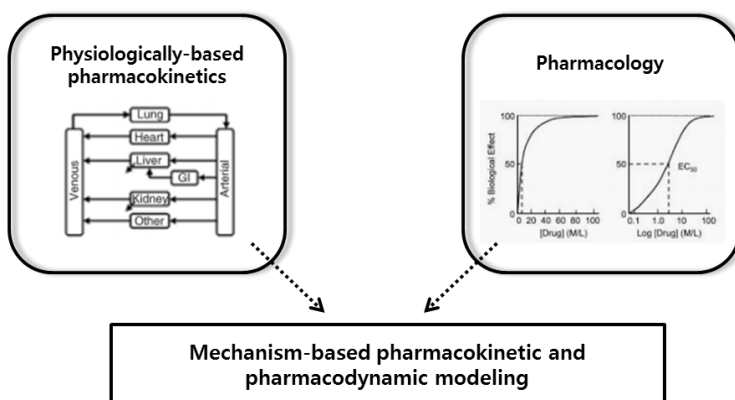 Physiologically-based
pharmacokinetics
Lung
Heart
Liver
GI
Kidney
Other
Venous
Arterial
Pharmacology
% Biological Effect
100
50
0
0 20 40 60 80 100
[Drug] (M/L)
100
50
0
EC50
0.1 1.0 10 100
Log [Drug] (M/L)
Mechanism-based pharmacokinetic and
pharmacodynamic modeling